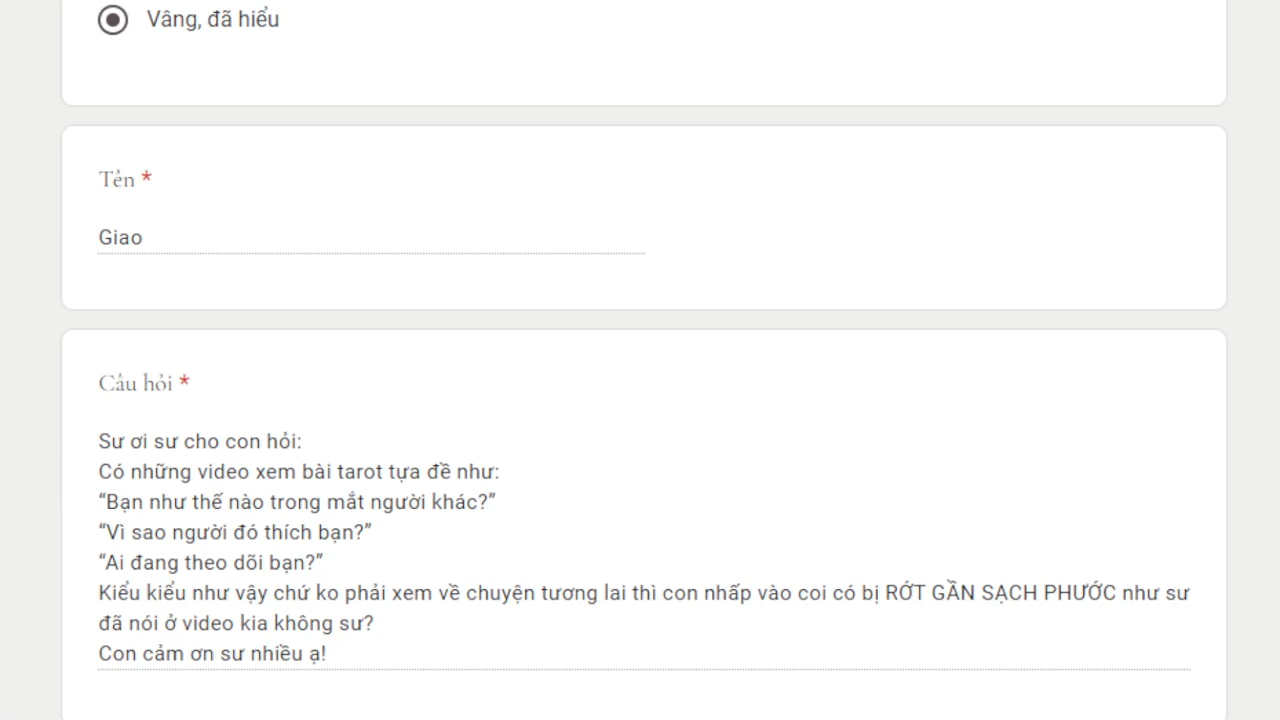 Vâng, đã hiểu
Tên *
Giao
Câu hỏi *
Sư ơi sư cho con hỏi:
Có những video xem bài tarot tựa đề như:
“Bạn như thế nào trong mắt người khác?”
“Vì sao người đó thích bạn?”
“Ai đang theo dõi bạn?”
Kiểu kiểu như vậy chứ ko phải xem về chuyện tương lai thì con nhấp vào coi có bị RỚT GẦN SẠCH PHƯỚC như sư
đã nói ở video kia không sư?
Con cảm ơn sư nhiều ạ!